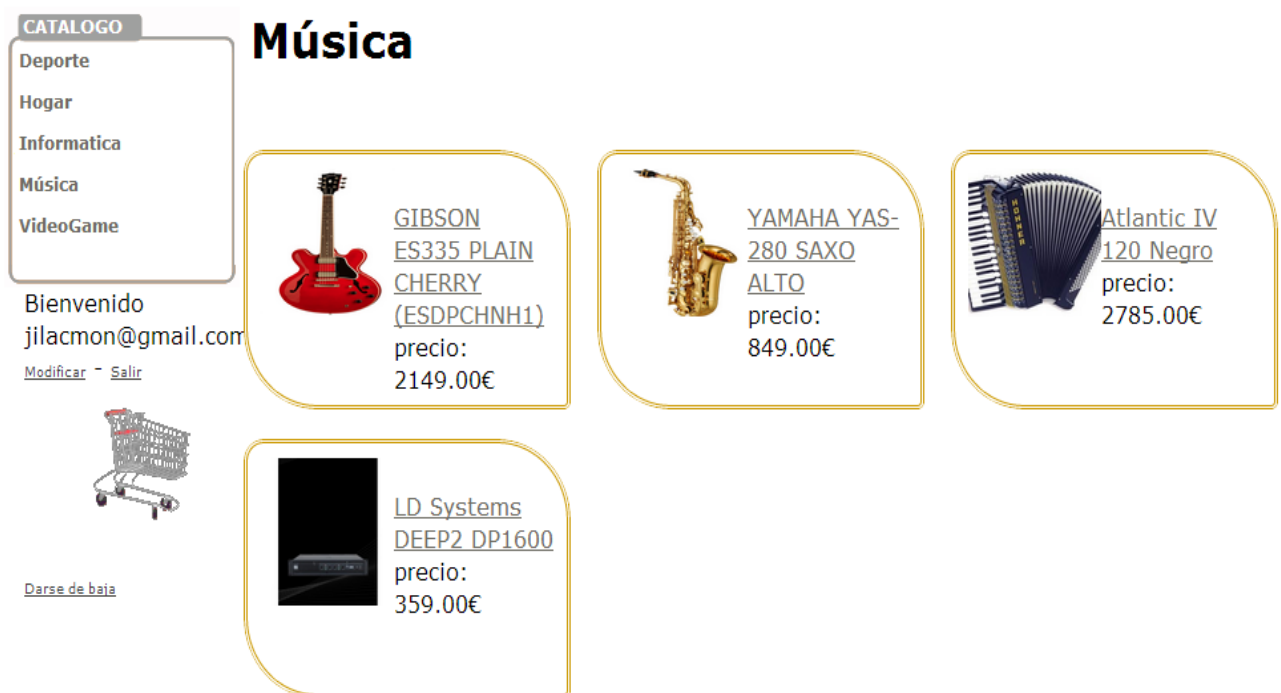 CATALOGO
Deporte
Hogar
Informatica
Música
VideoGame
Bienvenido
jilacmon@gmail.com
Modificar - Salir
Darse de baja
Música
GIBSON
ES335 PLAIN
CHERRY
(ESDPCHNH1)
precio:
2149.00€
YAMAHA YAS-
280 SAXO
ALTO
precio:
849.00€
HOHNER
Atlantic IV
120 Negro
precio:
2785.00€
LD Systems
DEEP2 DP1600
precio:
359.00€